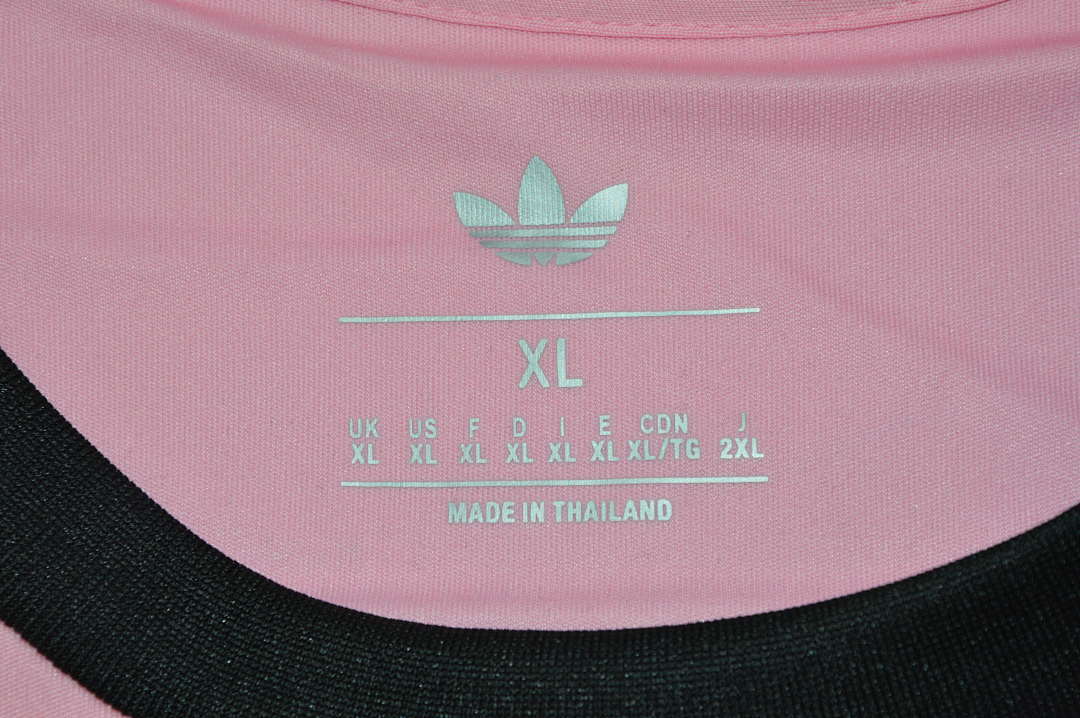 XL
UK US F D I E CDN J
XL XL XL XL XL XL XL/TG 2XL
MADE IN THAILAND